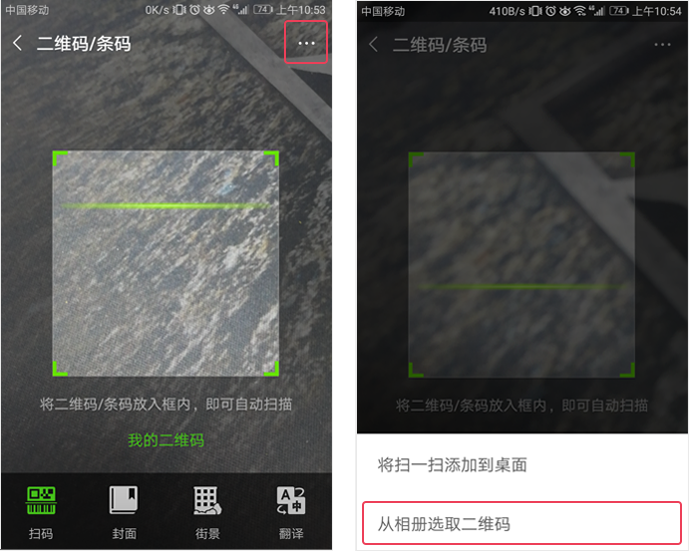 中国移动 0K/s 4G 74 上午10:53
二维码/条码
将二维码/条码放入框内，即可自动扫描
我的二维码
扫码 封面 街景 翻译
A 中
中国移动 410B/s 4G 74 上午10:54
二维码/条码
将二维码/条码放入框内，即可自动扫描
将扫一扫添加到桌面
从相册选取二维码